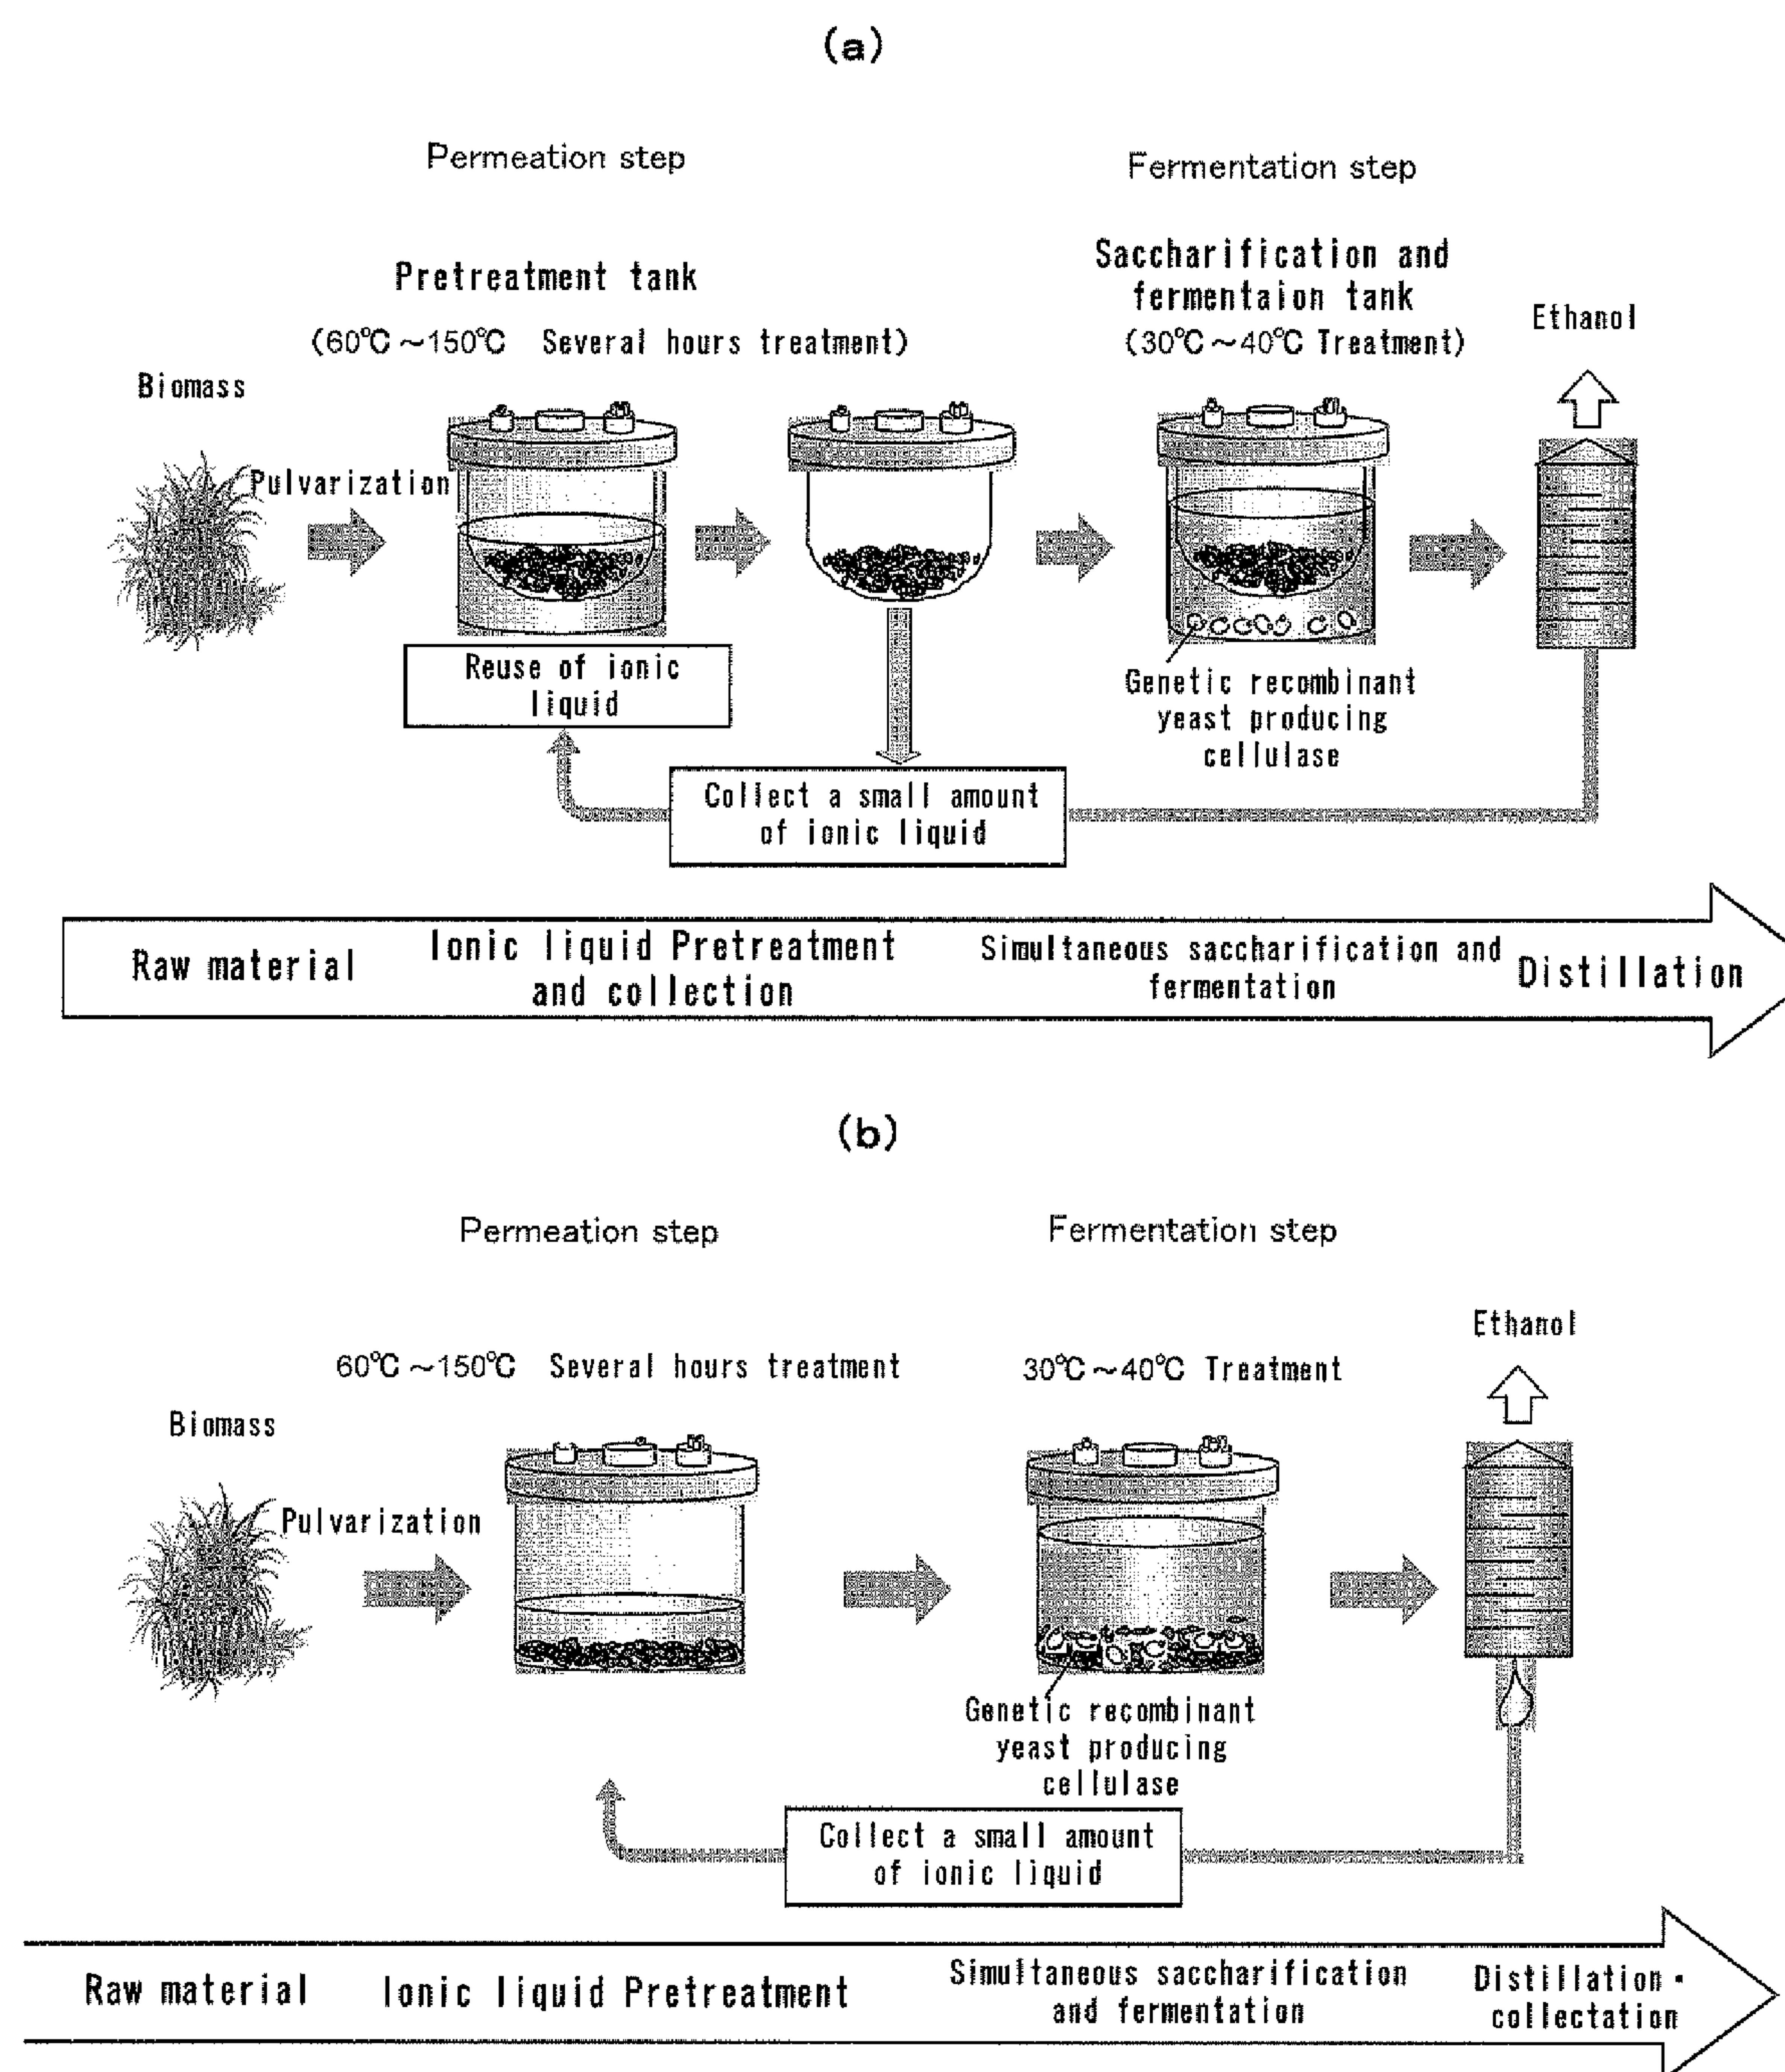 (a)
Permeation step
Fermentation step
Pretreatment tank
(60℃～150℃ Several hours treatment)
Saccharification and
fermentaion tank
(30℃～40℃ Treatment)
Ethanol
Biomass
Pulvarization
Reuse of ionic
liquid
Genetic recombinant
yeast producing
cellulase
Collect a small amount
of ionic liquid
Raw material
Ionic liquid Pretreatment
and collection
Simultaneous saccharification and
fermentation
Distillation
(b)
Permeation step
Fermentation step
60℃～150℃ Several hours treatment
30℃～40℃ Treatment
Ethanol
Biomass
Pulvarization
Genetic recombinant
yeast producing
cellulase
Collect a small amount
of ionic liquid
Raw material
Ionic liquid Pretreatment
Simultaneous saccharification
and fermentation
Distillation・
collectation